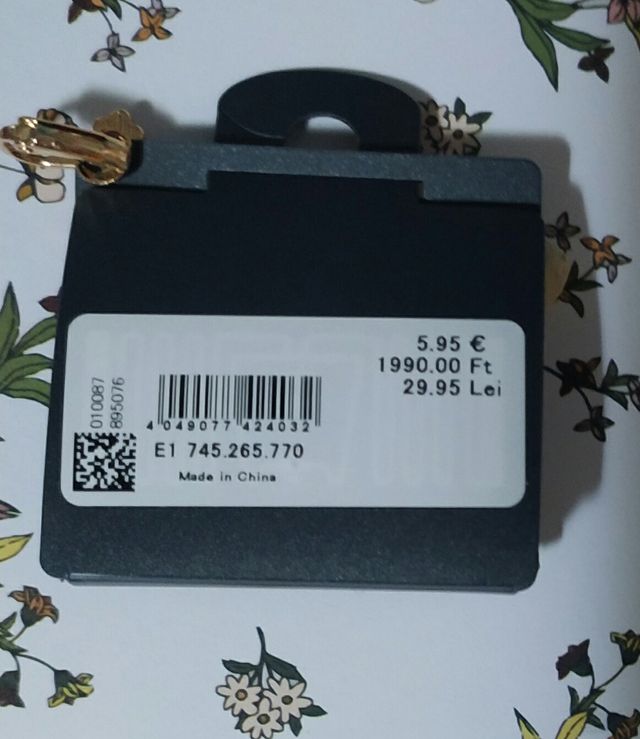 5.95 €
1990.00 Ft
29.95 Lei
010087
895076
4 049077 424032
E1 745.265.770
Made in China